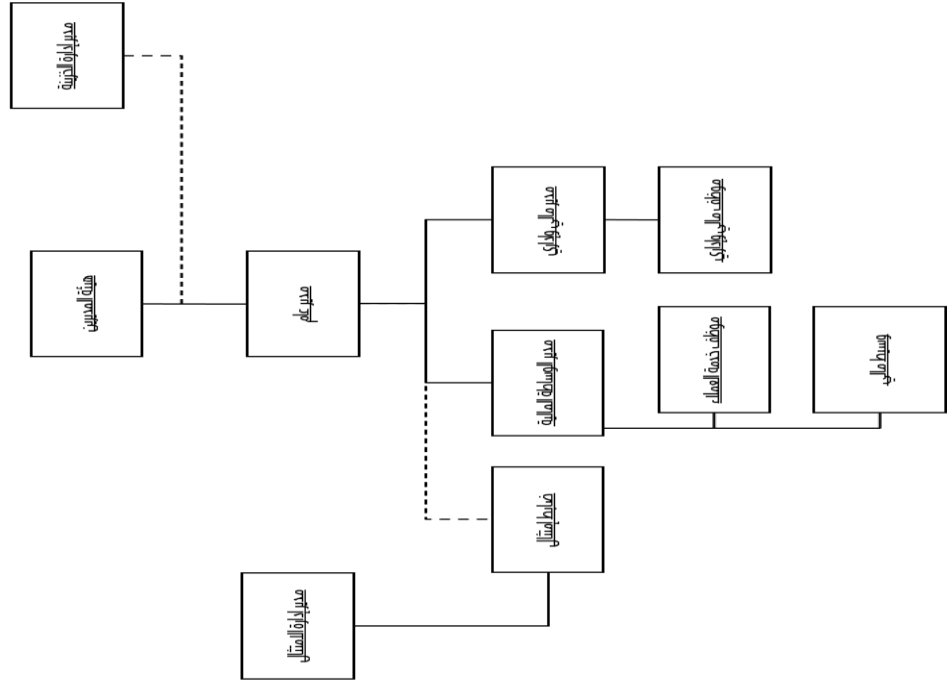 مدير إدارة الخزينة
هيئة المديرين
مدير عام
مدير مالي وإداري
موظف مالي وإداري
مدير الوساطة المالية
موظف خدمة العملاء
وسيط مالي
ضابط إمتثال
مدير إدارة الامتثال